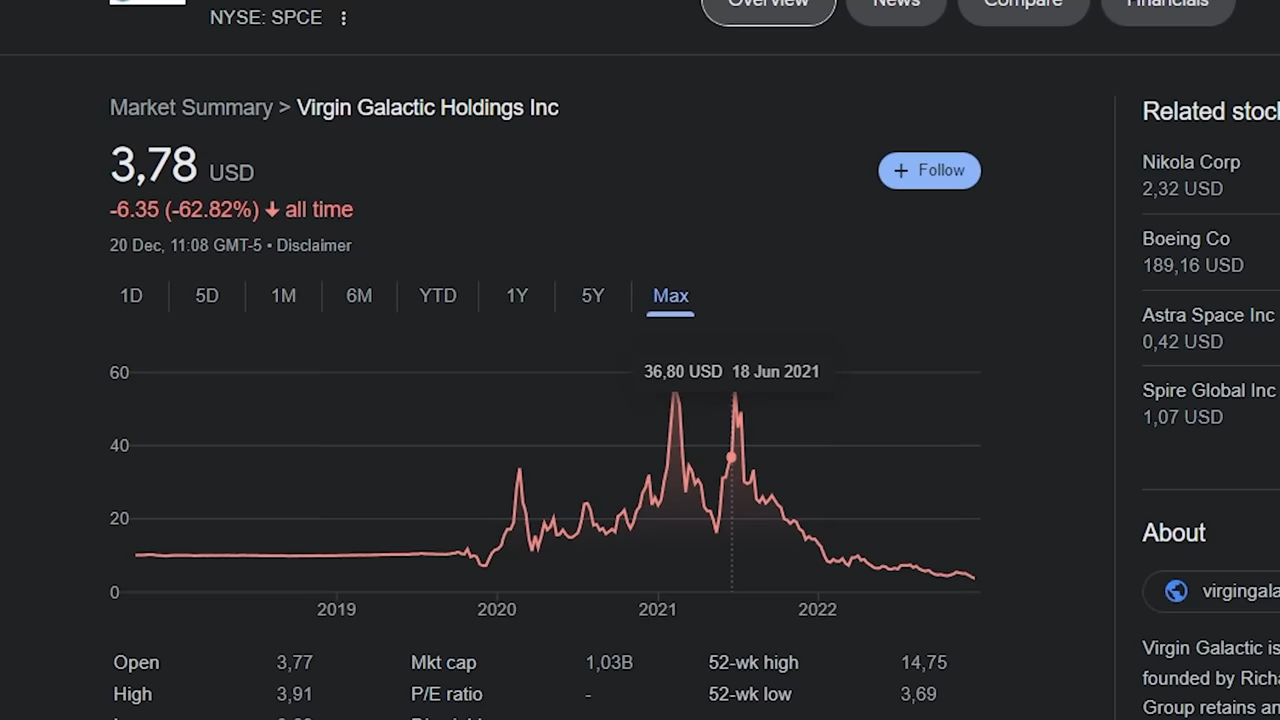 NYSE: SPCE
Overview News Compare Financials
Market Summary > Virgin Galactic Holdings Inc
3,78 USD
+ Follow
-6.35 (-62.82%) ↓ all time
20 Dec, 11:08 GMT-5 • Disclaimer
1D 5D 1M 6M YTD 1Y 5Y Max
36,80 USD 18 Jun 2021
60
40
20
0
2019 2020 2021 2022
Open 3,77 Mkt cap 1,03B 52-wk high 14,75
High 3,91 P/E ratio - 52-wk low 3,69
Related
Nikola Corp
2,32 USD
Boeing Co
189,16 USD
Astra Space Inc
0,42 USD
Spire Global Inc
1,07 USD
About
Virgin Galactic is
founded by
Group retains